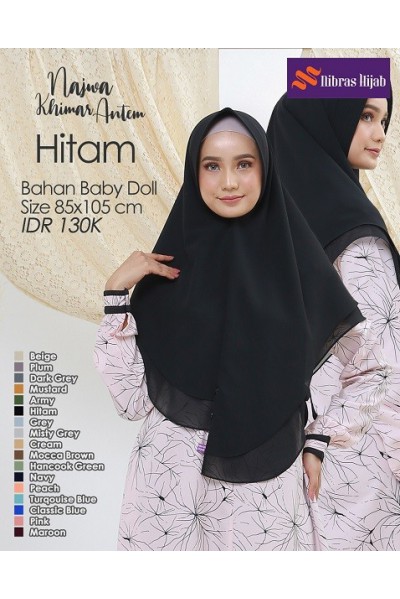 Najwa
Khimar Antem
Nibras Hijab
Hitam
Bahan Baby Doll
Size 85x105 cm
IDR 130K
Beige
Plum
Dark Grey
Mustard
Army
Hitam
Grey
Misty Grey
Cream
Mocca Brown
Hancook Green
Navy
Peach
Turqouise Blue
Classic Blue
Pink
Maroon